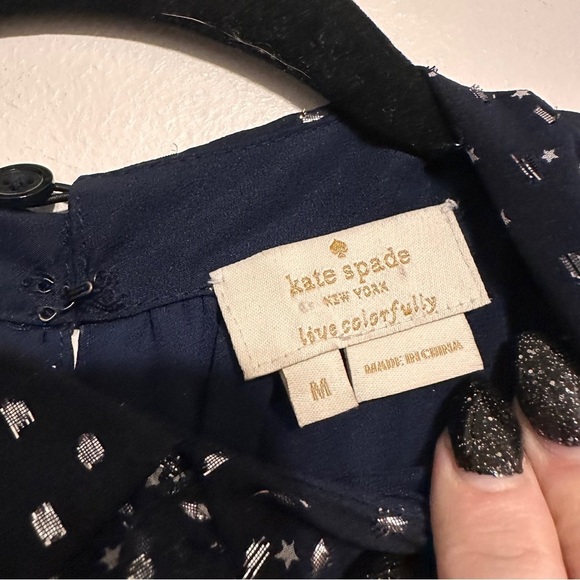 kate spade
NEW YORK
live colorfully
M
MADE IN CHINA